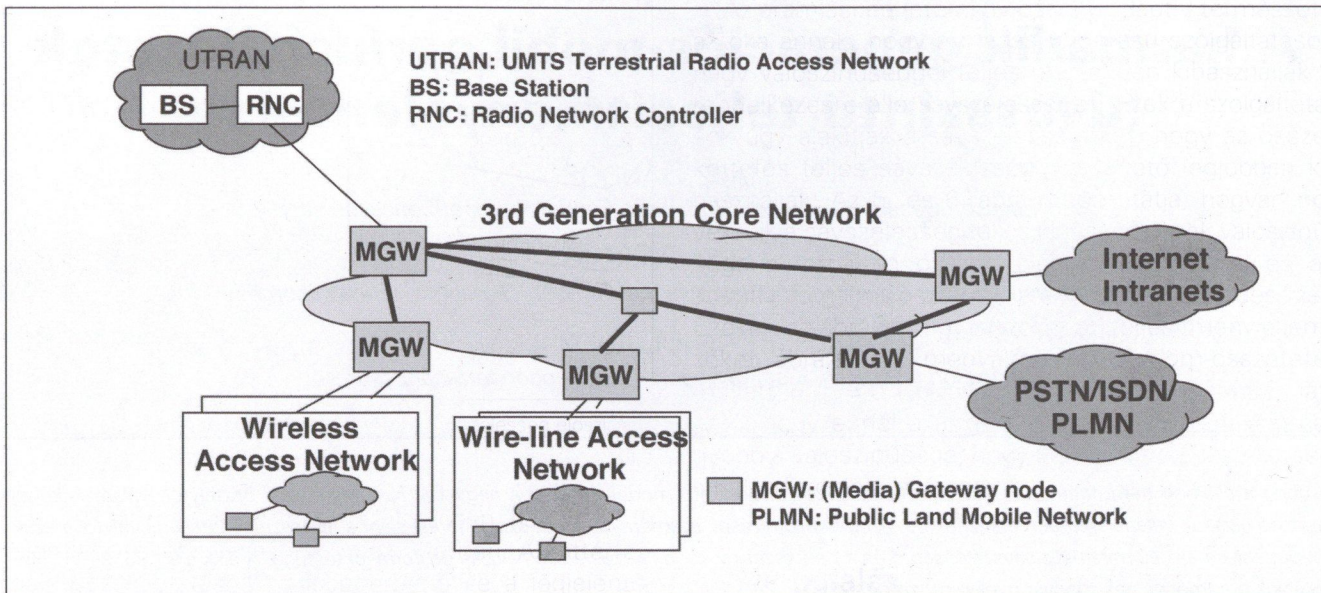 UTRAN
BS
RNC
UTRAN: UMTS Terrestrial Radio Access Network
BS: Base Station
RNC: Radio Network Controller
3rd Generation Core Network
MGW
MGW
MGW
MGW
MGW
Internet
Intranets
PSTN/ISDN/
PLMN
Wireless
Access Network
Wire-line Access
Network
MGW: (Media) Gateway node
PLMN: Public Land Mobile Network